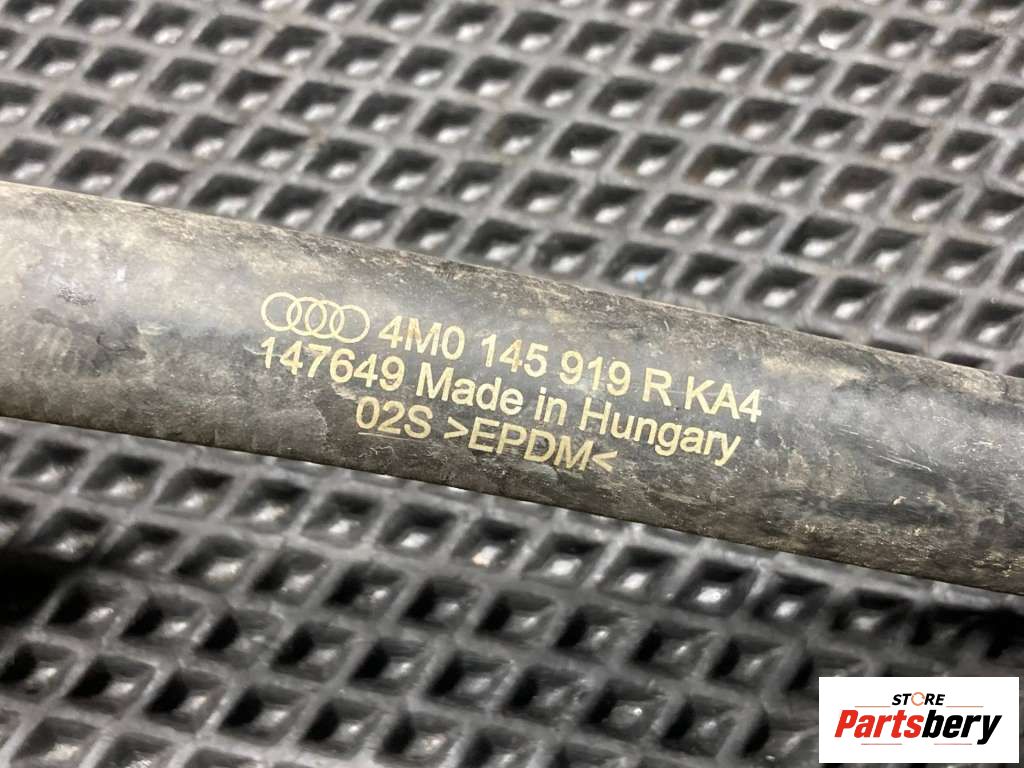 4M0 145 919 R KA4
147649 Made in Hungary
02S >EPDM<
STORE
Partsbery